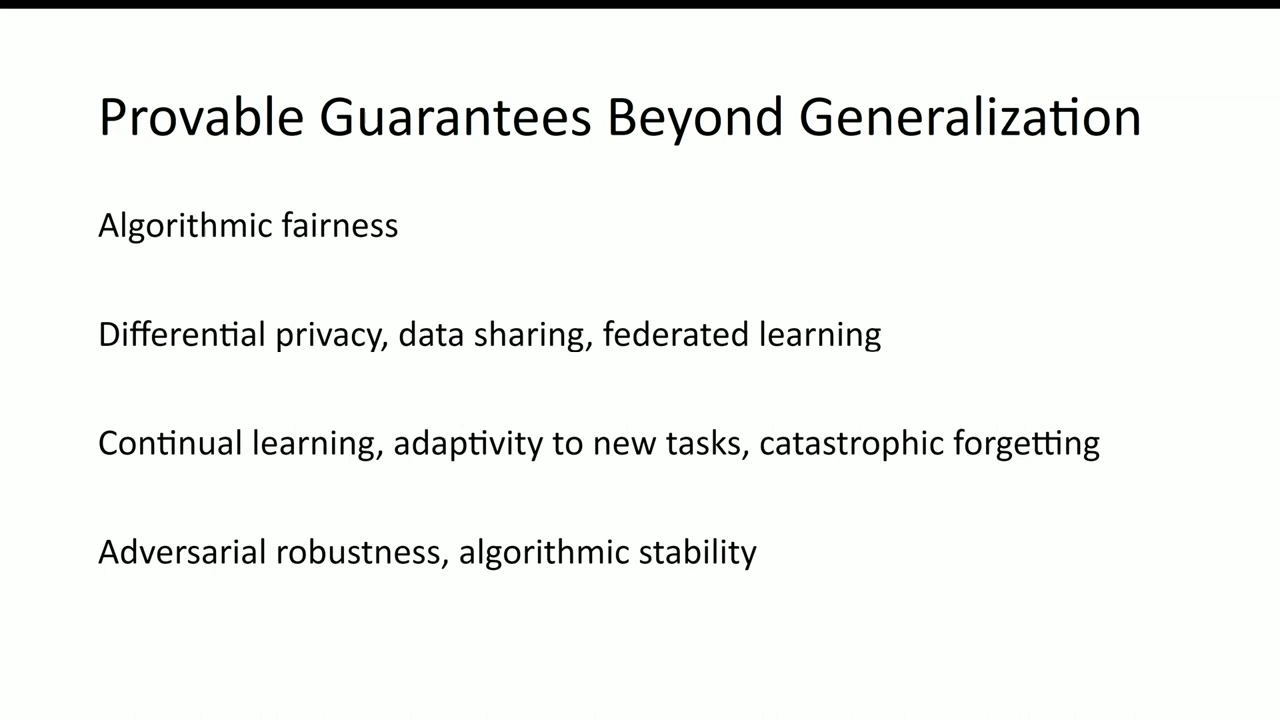 Provable Guarantees Beyond Generalization
Algorithmic fairness
Differential privacy, data sharing, federated learning
Continual learning, adaptivity to new tasks, catastrophic forgetting
Adversarial robustness, algorithmic stability